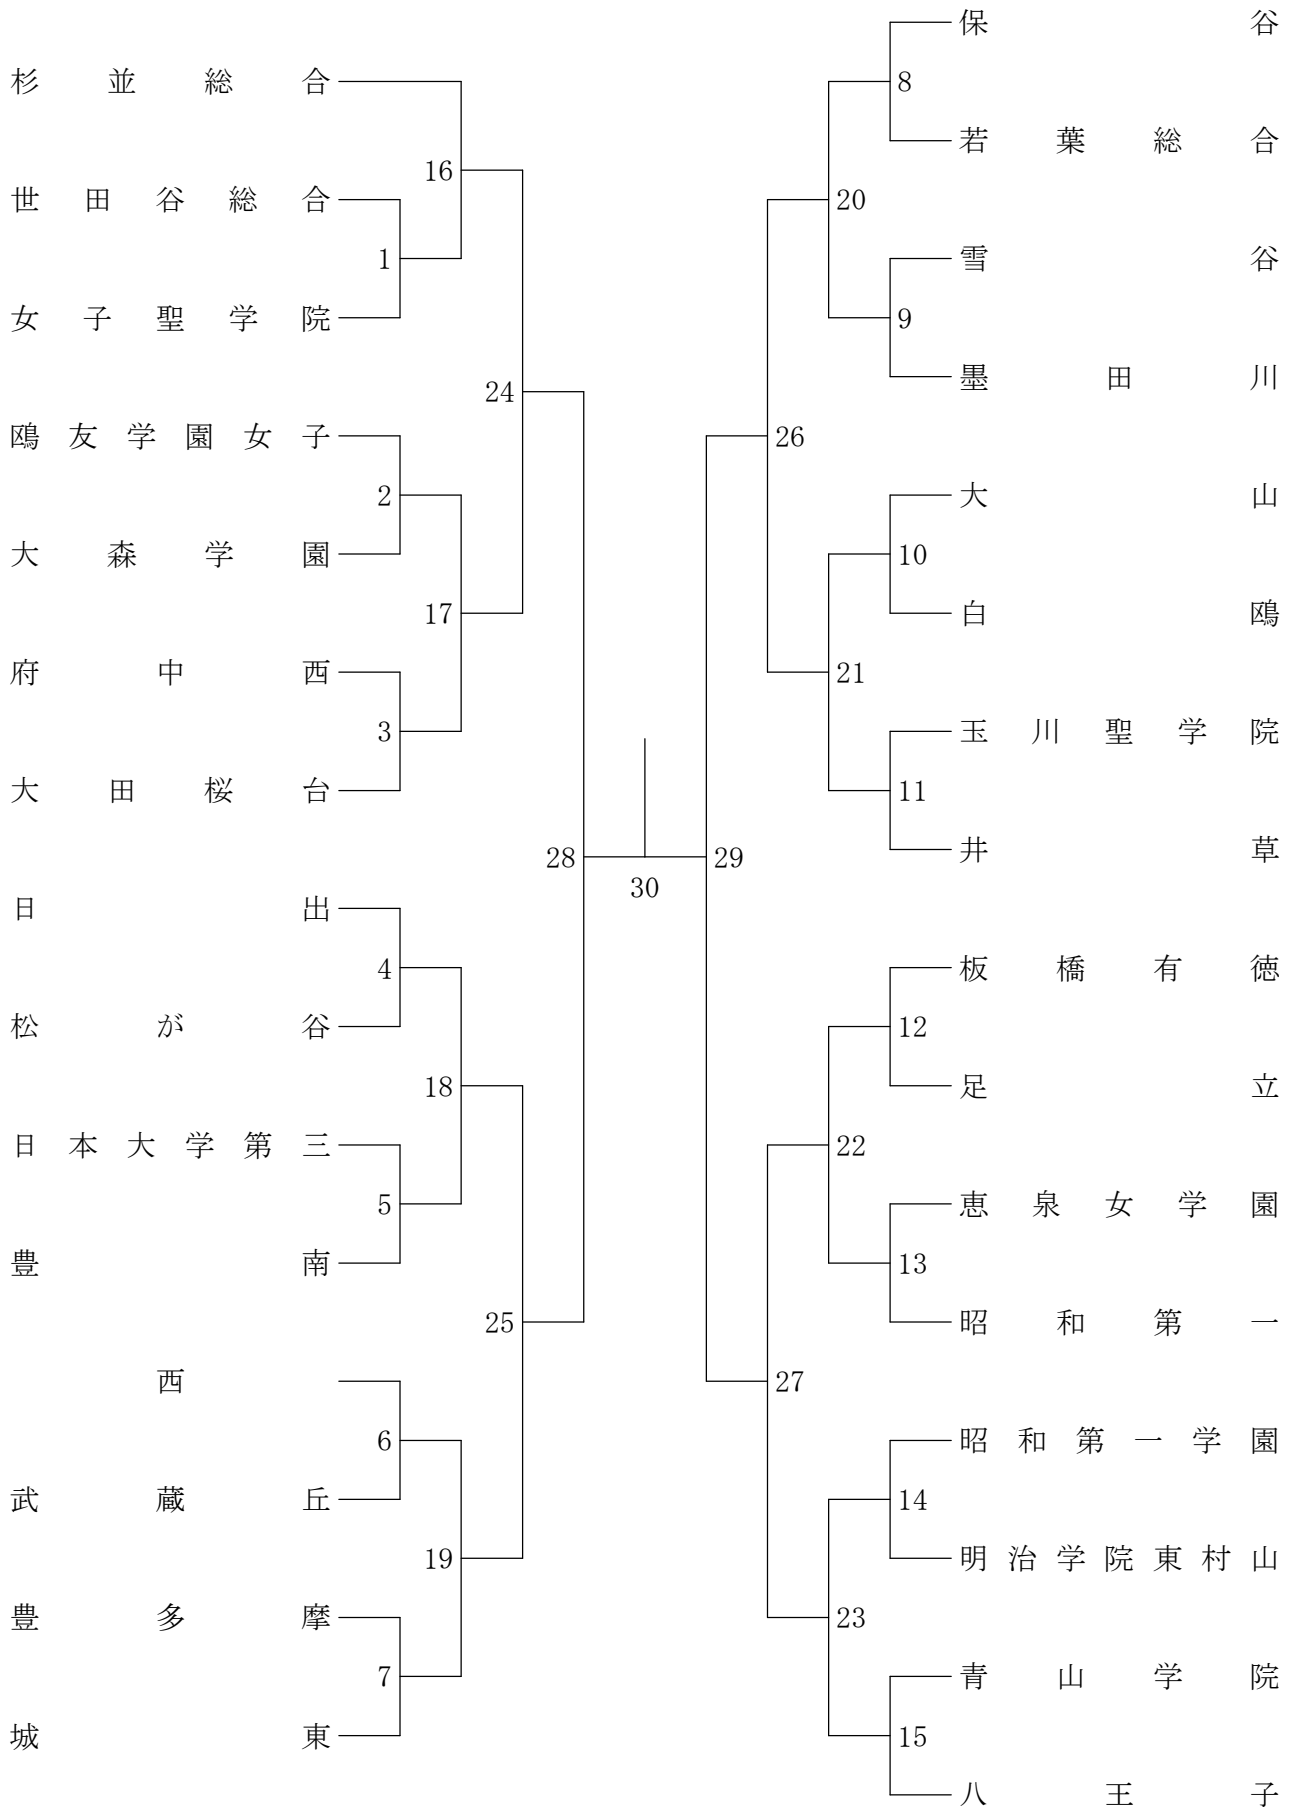 杉並総合
世田谷総合
女子聖学院
鴎友学園女子
大森学園
府中西
大田桜台
日出
松が谷
日本大学第三
豊南
西
武蔵丘
豊多摩
城東
1
2
3
4
5
6
7
16
17
18
19
24
25
28
30
29
26
27
20
21
22
23
8
9
10
11
12
13
14
15
保谷
若葉総合
雪谷
墨田川
大山
白鴎
玉川聖学院
井草
板橋有徳
足立
恵泉女学園
昭和第一
昭和第一学園
明治学院東村山
青山学院
八王子